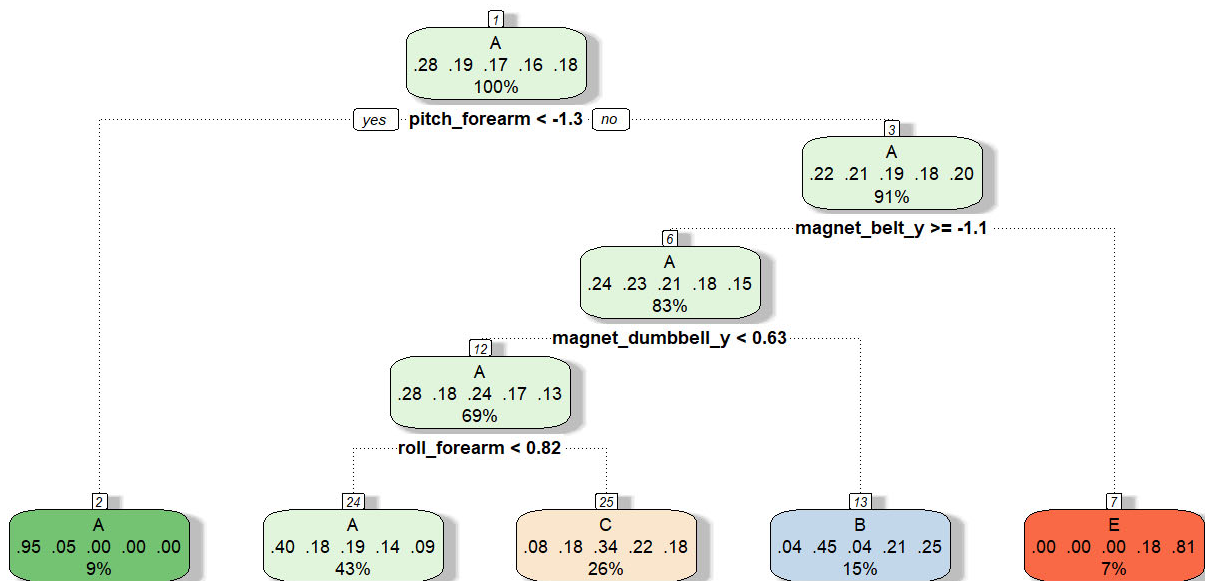 1
A
.28 .19 .17 .16 .18
100%
yes pitch_forearm < -1.3 no
3
A
.22 .21 .19 .18 .20
91%
magnet_belt_y >= -1.1
6
A
.24 .23 .21 .18 .15
83%
magnet_dumbbell_y < 0.63
12
A
.28 .18 .24 .17 .13
69%
roll_forearm < 0.82
2
A
.95 .05 .00 .00 .00
9%
24
A
.40 .18 .19 .14 .09
43%
25
C
.08 .18 .34 .22 .18
26%
13
B
.04 .45 .04 .21 .25
15%
7
E
.00 .00 .00 .18 .81
7%